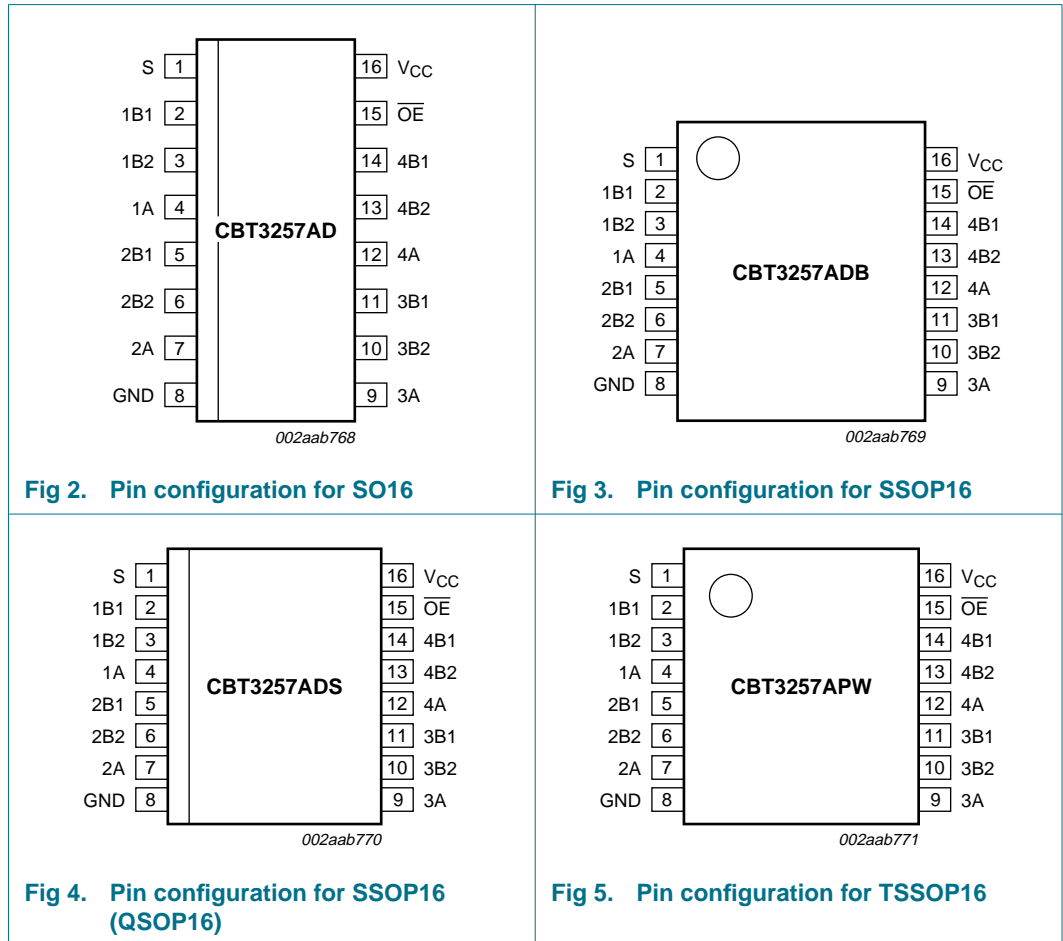 S 1 16 VCC
1B1 2 15 OE
1B2 3 14 4B1
1A 4 13 4B2
CBT3257AD
2B1 5 12 4A
2B2 6 11 3B1
2A 7 10 3B2
GND 8 9 3A
002aab768
Fig 2. Pin configuration for SO16
S 1 16 VCC
1B1 2 15 OE
1B2 3 14 4B1
1A 4 13 4B2
CBT3257ADB
2B1 5 12 4A
2B2 6 11 3B1
2A 7 10 3B2
GND 8 9 3A
002aab769
Fig 3. Pin configuration for SSOP16
S 1 16 VCC
1B1 2 15 OE
1B2 3 14 4B1
1A 4 13 4B2
CBT3257ADS
2B1 5 12 4A
2B2 6 11 3B1
2A 7 10 3B2
GND 8 9 3A
002aab770
Fig 4. Pin configuration for SSOP16
(QSOP16)
S 1 16 VCC
1B1 2 15 OE
1B2 3 14 4B1
1A 4 13 4B2
CBT3257APW
2B1 5 12 4A
2B2 6 11 3B1
2A 7 10 3B2
GND 8 9 3A
002aab771
Fig 5. Pin configuration for TSSOP16